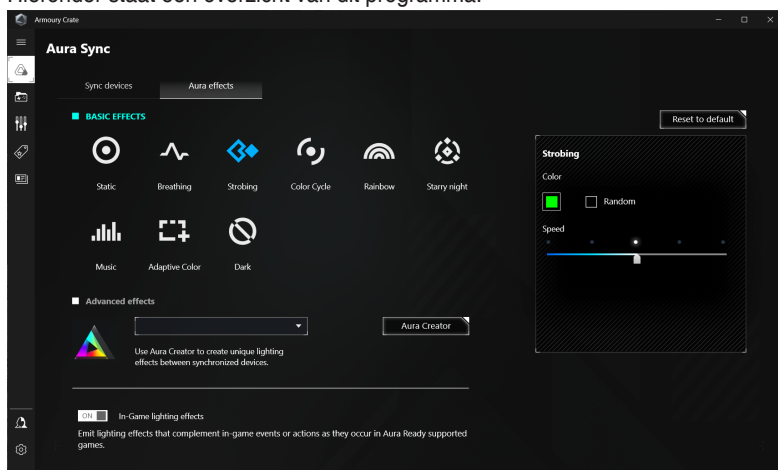 Hieronder staat een overzicht van dit programma.
Armoury Crate
Aura Sync
Sync devices
Aura effects
BASIC EFFECTS
Reset to default
Static
Breathing
Strobing
Color Cycle
Rainbow
Starry night
Music
Adaptive Color
Dark
Strobing
Color
Random
Speed
Advanced effects
Aura Creator
Use Aura Creator to create unique lighting
effects between synchronized devices.
ON
In-Game lighting effects
Emit lighting effects that complement in-game events or actions as they occur in Aura Ready supported
games.